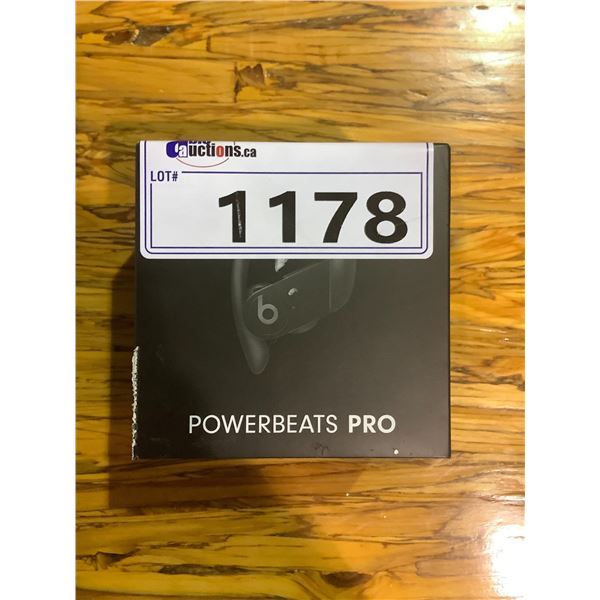 auctions.ca
LOT#
1178
b
POWERBEATS PRO